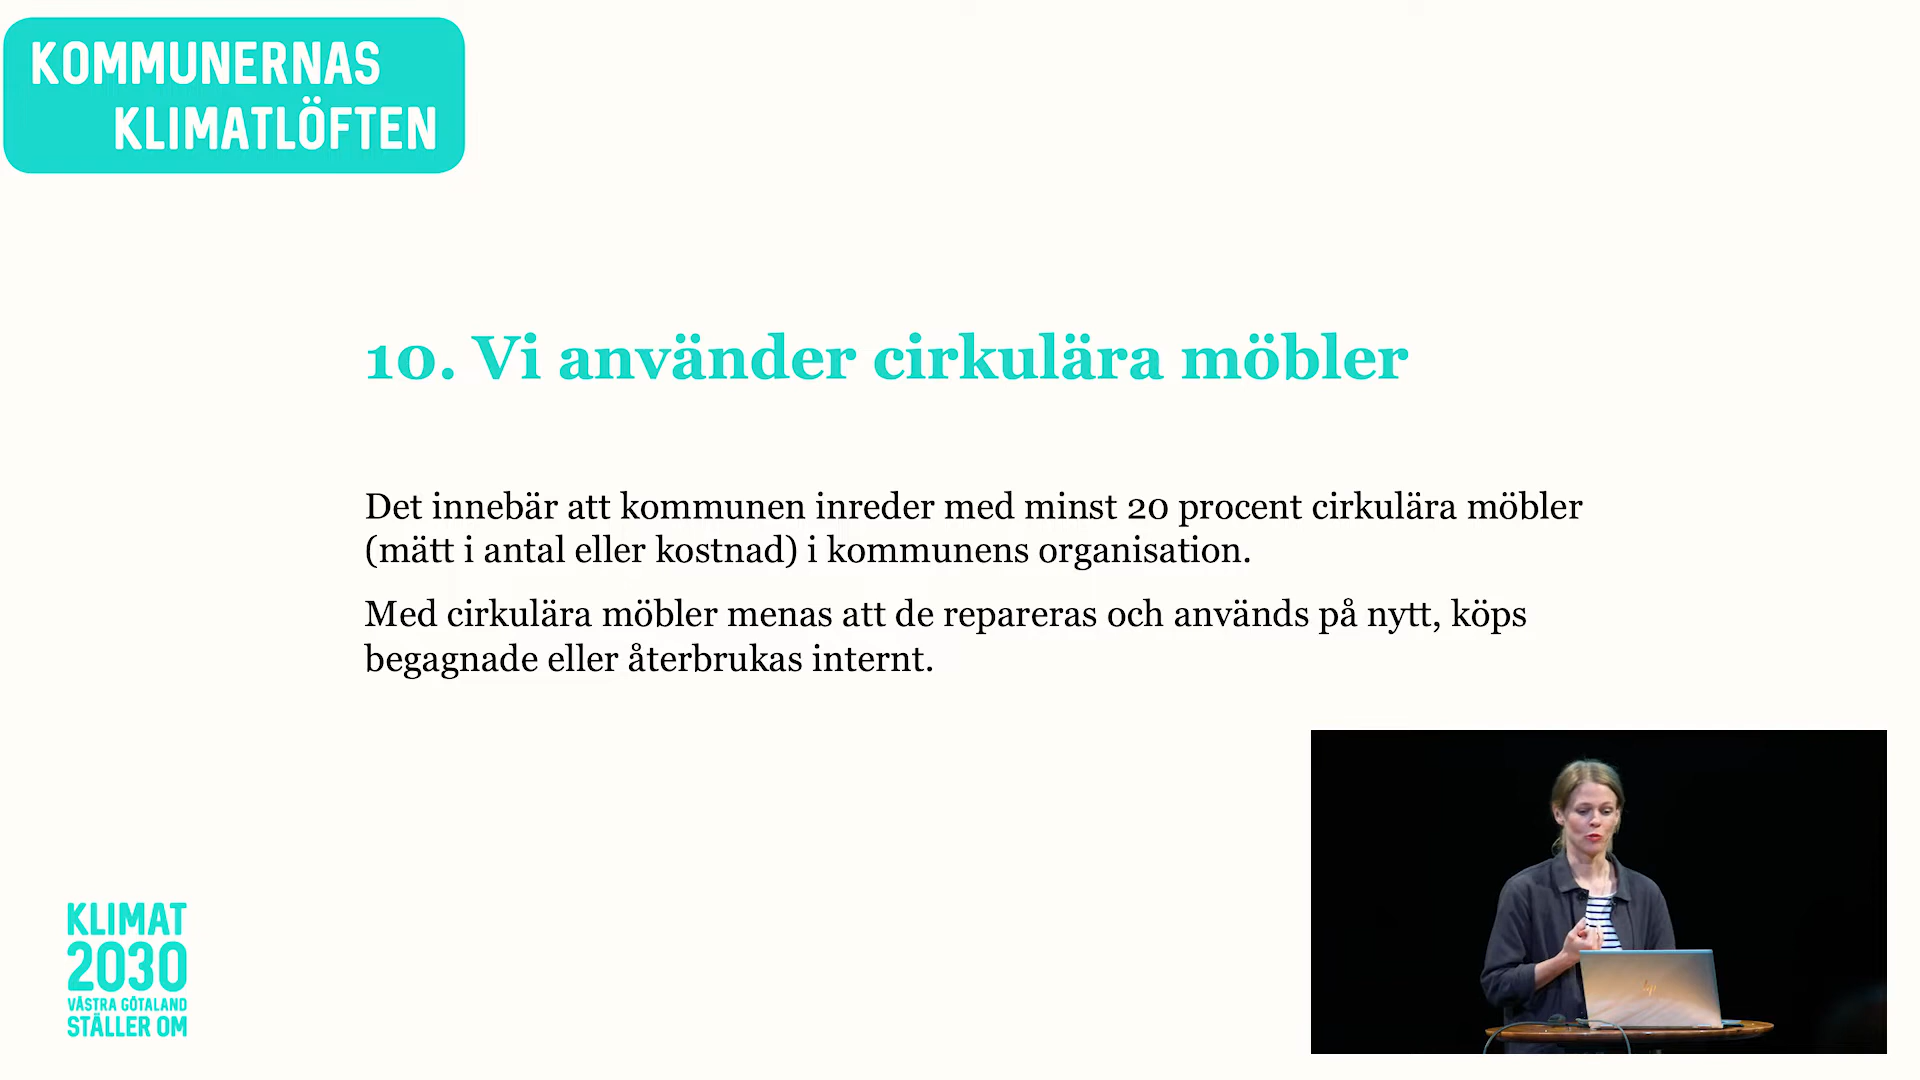 KOMMUNERNAS
KLIMATLÖFTEN
10. Vi använder cirkulära möbler
Det innebär att kommunen inreder med minst 20 procent cirkulära möbler
(mätt i antal eller kostnad) i kommunens organisation.
Med cirkulära möbler menas att de repareras och används på nytt, köps
begagnade eller återbrukas internt.
KLIMAT
2030
VÄSTRA GÖTALAND
STÄLLER OM
hp